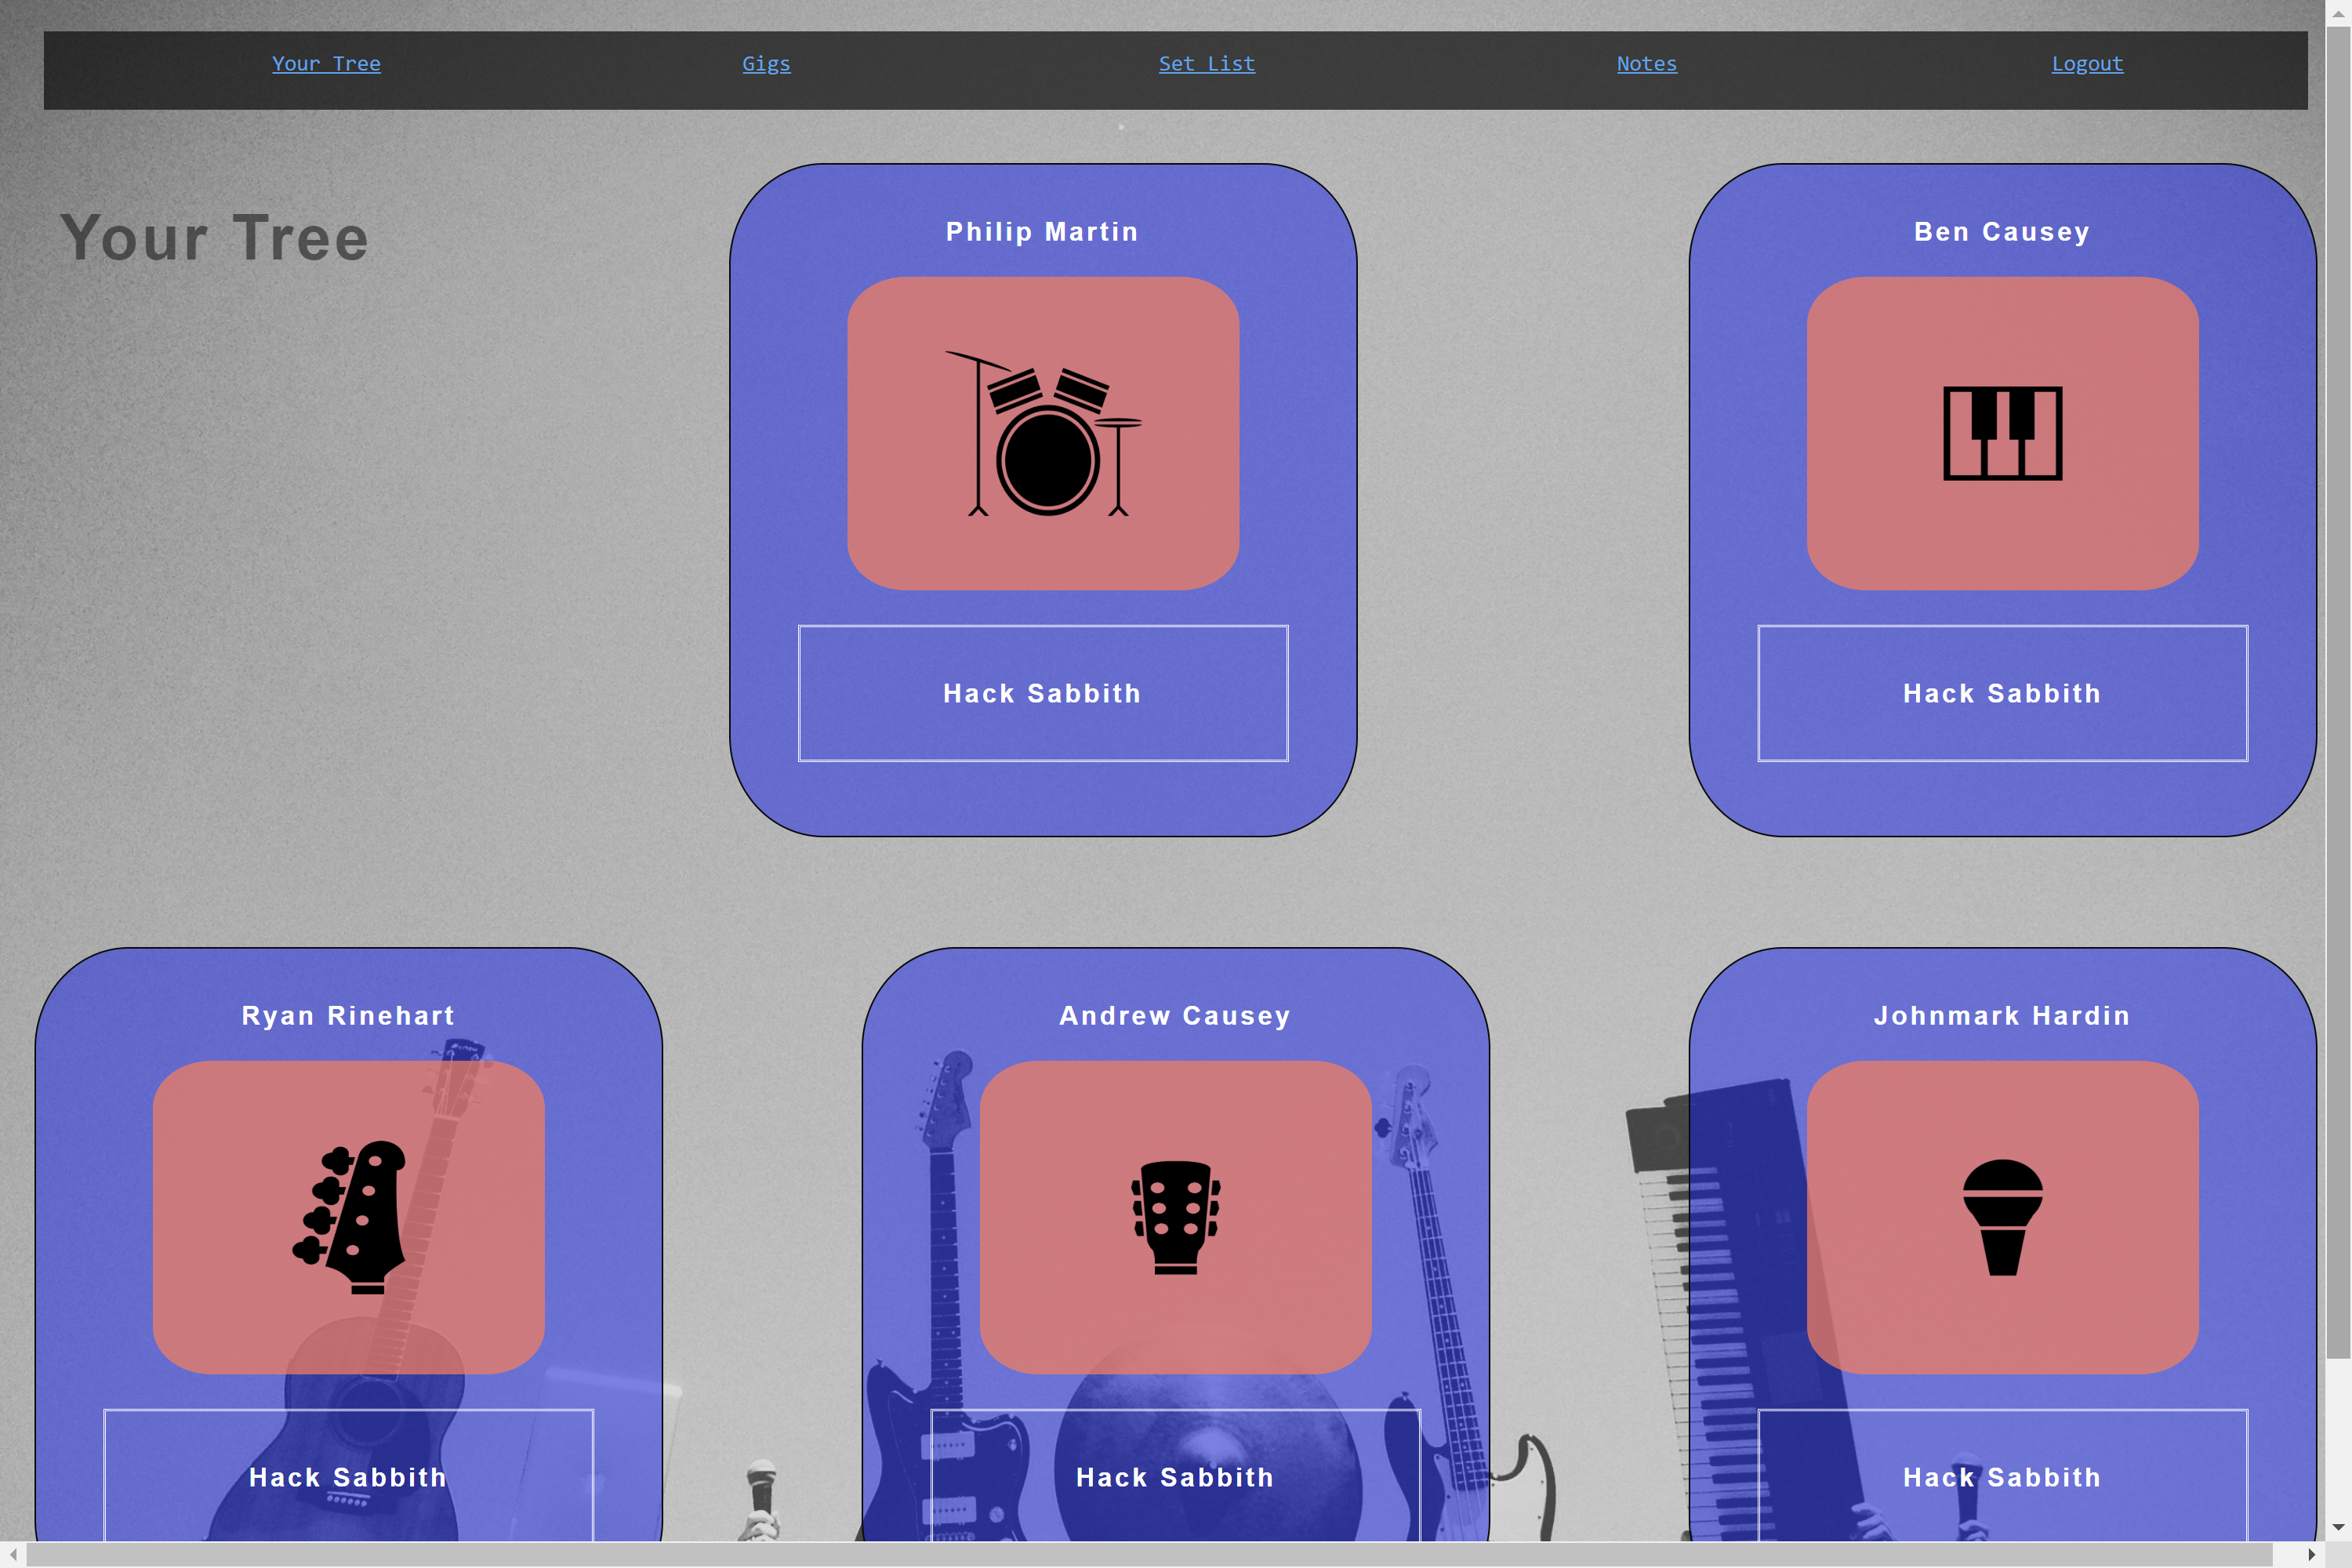 Your Tree Gigs Set List Notes Logout
Your Tree
Philip Martin
Hack Sabbith
Ben Causey
Hack Sabbith
Ryan Rinehart
Hack Sabbith
Andrew Causey
Hack Sabbith
Johnmark Hardin
Hack Sabbith